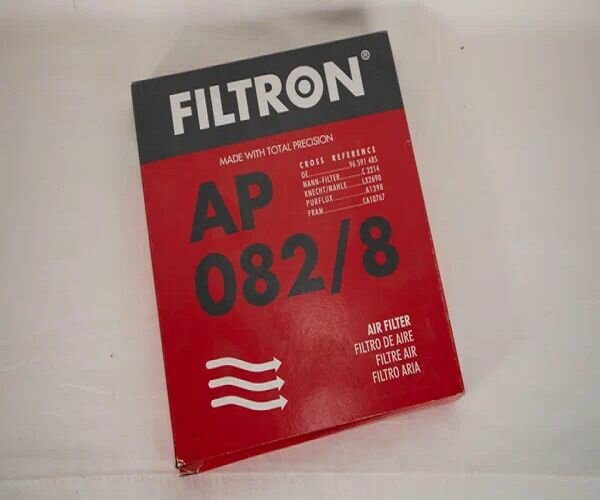 FILTRON®
MADE WITH TOTAL PRECISION
CROSS REFERENCE
OE....................96 591 485
MANN-FILTER...........C 2214
KNECHT/MAHLE.......LX2690
PURFLUX..............A1398
FRAM................CA10767
AP
082/8
AIR FILTER
FILTRO DE AIRE
FILTRE AIR
FILTRO ARIA